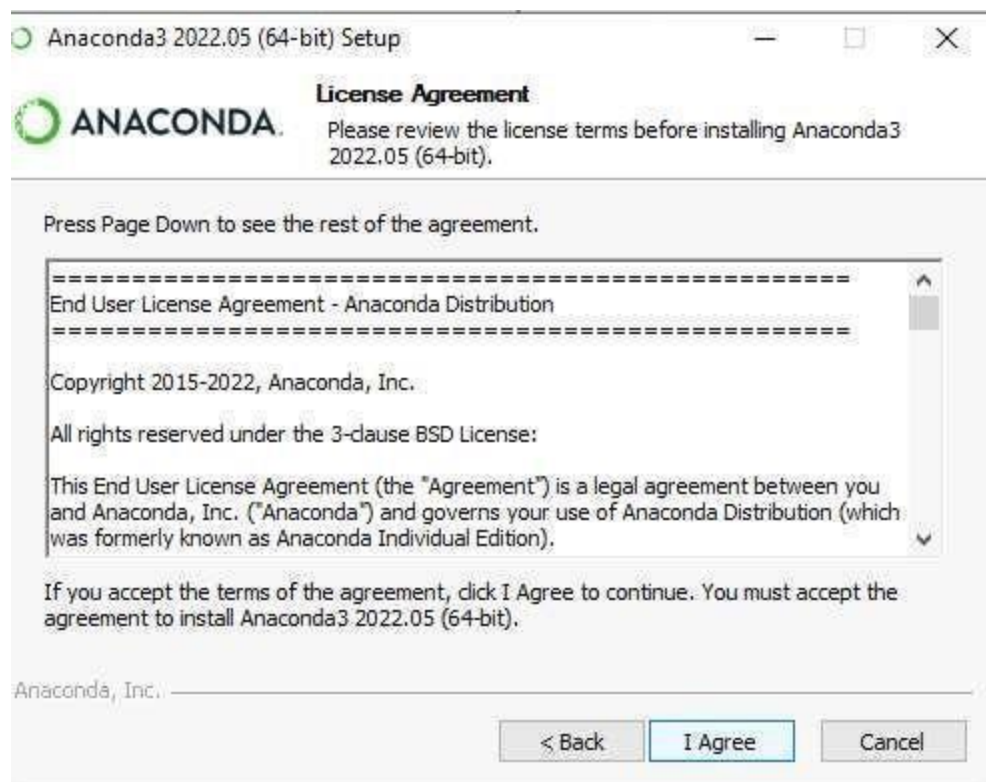 Anaconda3 2022.05 (64-bit) Setup
ANACONDA.
License Agreement
Please review the license terms before installing Anaconda3
2022.05 (64-bit).
Press Page Down to see the rest of the agreement.
==================================================
End User License Agreement - Anaconda Distribution
==================================================
Copyright 2015-2022, Anaconda, Inc.
All rights reserved under the 3-clause BSD License:
This End User License Agreement (the "Agreement") is a legal agreement between you
and Anaconda, Inc. ("Anaconda") and governs your use of Anaconda Distribution (which
was formerly known as Anaconda Individual Edition).
If you accept the terms of the agreement, click I Agree to continue. You must accept the
agreement to install Anaconda3 2022.05 (64-bit).
Anaconda, Inc.
< Back I Agree Cancel